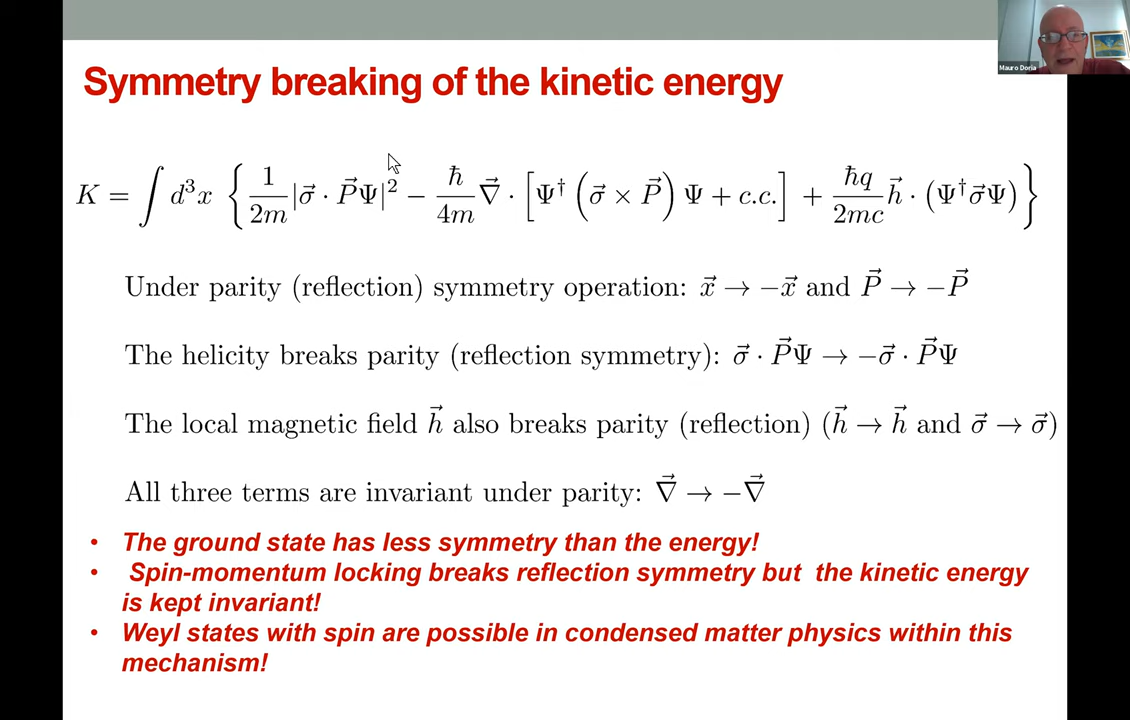 Mauro Doria
Symmetry breaking of the kinetic energy
K = ∫ d³x { 1/2m |σ⃗ · P⃗Ψ|² − ħ/4m ∇⃗ · [Ψ† (σ⃗ × P⃗) Ψ + c.c.] + ħq/2mc h⃗ · (Ψ†σ⃗Ψ) }
Under parity (reflection) symmetry operation: x⃗ → −x⃗ and P⃗ → −P⃗
The helicity breaks parity (reflection symmetry): σ⃗ · P⃗Ψ → −σ⃗ · P⃗Ψ
The local magnetic field h⃗ also breaks parity (reflection) (h⃗ → h⃗ and σ⃗ → σ⃗)
All three terms are invariant under parity: ∇⃗ → −∇⃗
• The ground state has less symmetry than the energy!
• Spin-momentum locking breaks reflection symmetry but the kinetic energy
is kept invariant!
• Weyl states with spin are possible in condensed matter physics within this
mechanism!